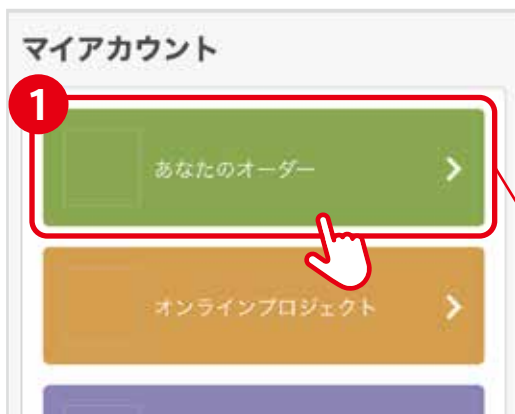 マイアカウント
1
あなたのオーダー
オンラインプロジェクト